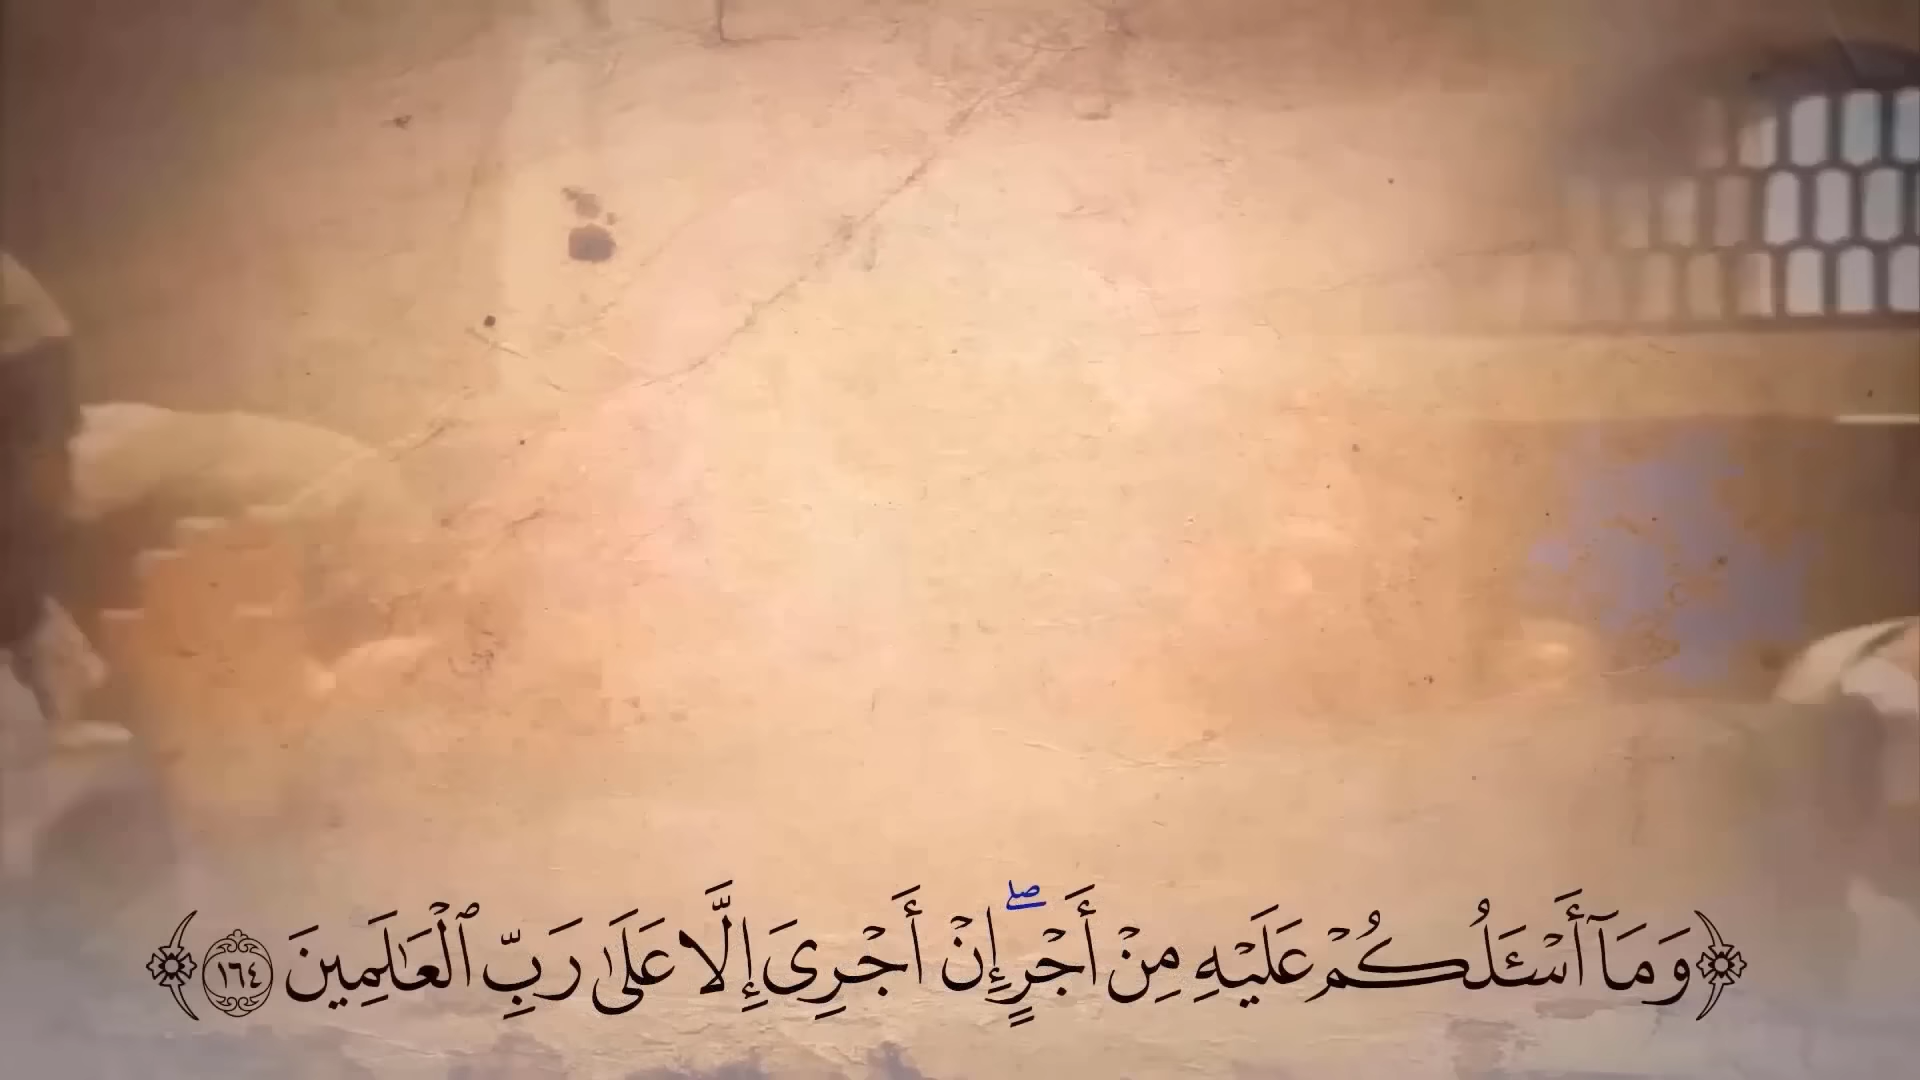 ﴿وَمَآ أَسْـَٔلُكُمْ عَلَيْهِ مِنْ أَجْرٍ ۖ إِنْ أَجْرِىَ إِلَّا عَلَىٰ رَبِّ ٱلْعَـٰلَمِينَ ١٦٤﴾